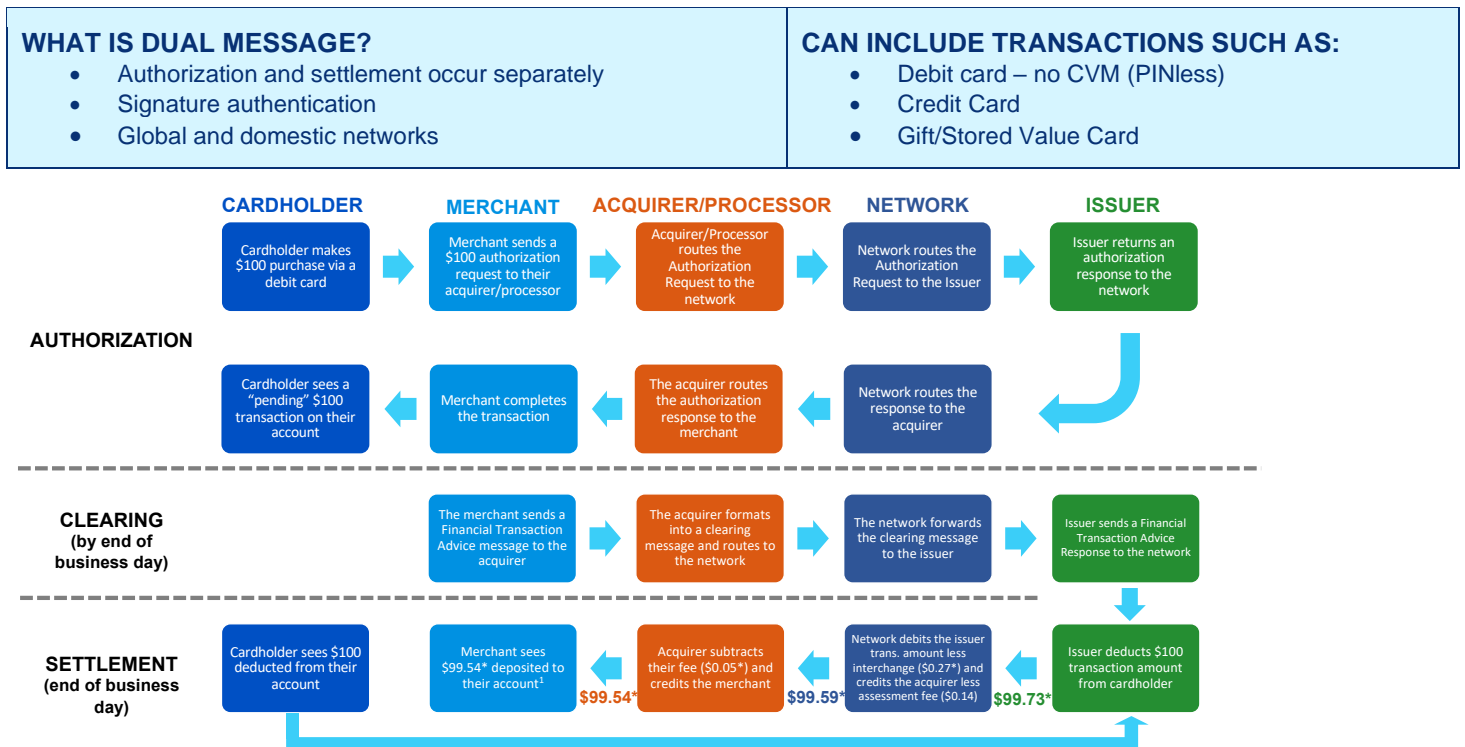 WHAT IS DUAL MESSAGE?
• Authorization and settlement occur separately
• Signature authentication
• Global and domestic networks
CAN INCLUDE TRANSACTIONS SUCH AS:
• Debit card – no CVM (PINless)
• Credit Card
• Gift/Stored Value Card
CARDHOLDER
MERCHANT
ACQUIRER/PROCESSOR
NETWORK
ISSUER
AUTHORIZATION
Cardholder makes
$100 purchase via a
debit card
Merchant sends a
$100 authorization
request to their
acquirer/processor
Acquirer/Processor
routes the
Authorization
Request to the
network
Network routes the
Authorization
Request to the Issuer
Issuer returns an
authorization
response to the
network
Cardholder sees a
“pending” $100
transaction on their
account
Merchant completes
the transaction
The acquirer routes
the authorization
response to the
merchant
Network routes the
response to the
acquirer
CLEARING
(by end of
business day)
The merchant sends a
Financial Transaction
Advice message to the
acquirer
The acquirer formats
into a clearing
message and routes to
the network
The network forwards
the clearing message
to the issuer
Issuer sends a Financial
Transaction Advice
Response to the network
SETTLEMENT
(end of business
day)
Cardholder sees $100
deducted from their
account
Merchant sees
$99.54* deposited to
their account¹
$99.54*
Acquirer subtracts
their fee ($0.05*) and
credits the merchant
$99.59*
Network debits the issuer
trans. amount less
interchange ($0.27*) and
credits the acquirer less
assessment fee ($0.14)
$99.73*
Issuer deducts $100
transaction amount
from cardholder